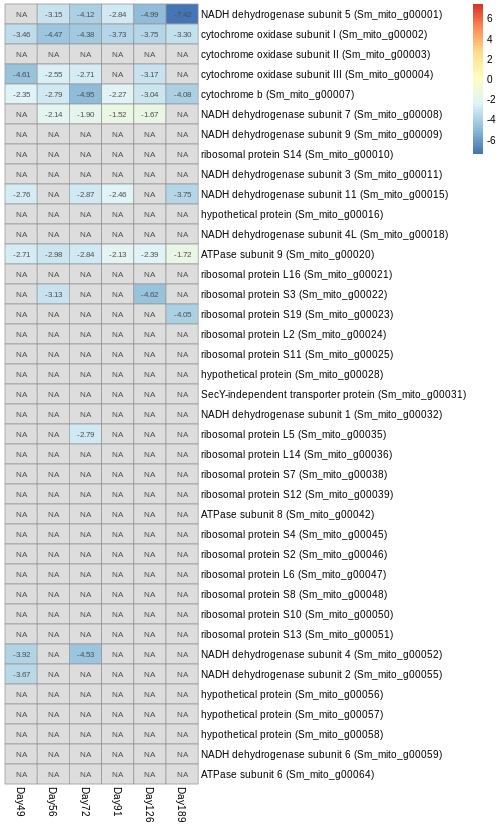 NA -3.15 -4.12 -2.84 -4.99 -7.42 NADH dehydrogenase subunit 5 (Sm_mito_g00001)
-3.46 -4.47 -4.38 -3.73 -3.75 -3.30 cytochrome oxidase subunit I (Sm_mito_g00002)
NA NA NA NA NA NA cytochrome oxidase subunit II (Sm_mito_g00003)
-4.61 -2.55 -2.71 NA -3.17 NA cytochrome oxidase subunit III (Sm_mito_g00004)
-2.35 -2.79 -4.95 -2.27 -3.04 -4.08 cytochrome b (Sm_mito_g00007)
NA -2.14 -1.90 -1.52 -1.67 NA NADH dehydrogenase subunit 7 (Sm_mito_g00008)
NA NA NA NA NA NA NADH dehydrogenase subunit 9 (Sm_mito_g00009)
NA NA NA NA NA NA ribosomal protein S14 (Sm_mito_g00010)
NA NA NA NA NA NA NADH dehydrogenase subunit 3 (Sm_mito_g00011)
-2.76 NA -2.87 -2.46 NA -3.75 NADH dehydrogenase subunit 11 (Sm_mito_g00015)
NA NA NA NA NA NA hypothetical protein (Sm_mito_g00016)
NA NA NA NA NA NA NADH dehydrogenase subunit 4L (Sm_mito_g00018)
-2.71 -2.98 -2.84 -2.13 -2.39 -1.72 ATPase subunit 9 (Sm_mito_g00020)
NA NA NA NA NA NA ribosomal protein L16 (Sm_mito_g00021)
NA -3.13 NA NA -4.62 NA ribosomal protein S3 (Sm_mito_g00022)
NA NA NA NA NA -4.05 ribosomal protein S19 (Sm_mito_g00023)
NA NA NA NA NA NA ribosomal protein L2 (Sm_mito_g00024)
NA NA NA NA NA NA ribosomal protein S11 (Sm_mito_g00025)
NA NA NA NA NA NA hypothetical protein (Sm_mito_g00028)
NA NA NA NA NA NA SecY-independent transporter protein (Sm_mito_g00031)
NA NA NA NA NA NA NADH dehydrogenase subunit 1 (Sm_mito_g00032)
NA NA -2.79 NA NA NA ribosomal protein L5 (Sm_mito_g00035)
NA NA NA NA NA NA ribosomal protein L14 (Sm_mito_g00036)
NA NA NA NA NA NA ribosomal protein S7 (Sm_mito_g00038)
NA NA NA NA NA NA ribosomal protein S12 (Sm_mito_g00039)
NA NA NA NA NA NA ATPase subunit 8 (Sm_mito_g00042)
NA NA NA NA NA NA ribosomal protein S4 (Sm_mito_g00045)
NA NA NA NA NA NA ribosomal protein S2 (Sm_mito_g00046)
NA NA NA NA NA NA ribosomal protein L6 (Sm_mito_g00047)
NA NA NA NA NA NA ribosomal protein S8 (Sm_mito_g00048)
NA NA NA NA NA NA ribosomal protein S10 (Sm_mito_g00050)
NA NA NA NA NA NA ribosomal protein S13 (Sm_mito_g00051)
-3.92 NA -4.53 NA NA NA NADH dehydrogenase subunit 4 (Sm_mito_g00052)
-3.67 NA NA NA NA NA NADH dehydrogenase subunit 2 (Sm_mito_g00055)
NA NA NA NA NA NA hypothetical protein (Sm_mito_g00056)
NA NA NA NA NA NA hypothetical protein (Sm_mito_g00057)
NA NA NA NA NA NA hypothetical protein (Sm_mito_g00058)
NA NA NA NA NA NA NADH dehydrogenase subunit 6 (Sm_mito_g00059)
NA NA NA NA NA NA ATPase subunit 6 (Sm_mito_g00064)
Day49 Day56 Day72 Day91 Day126 Day189
6
4
2
0
-2
-4
-6